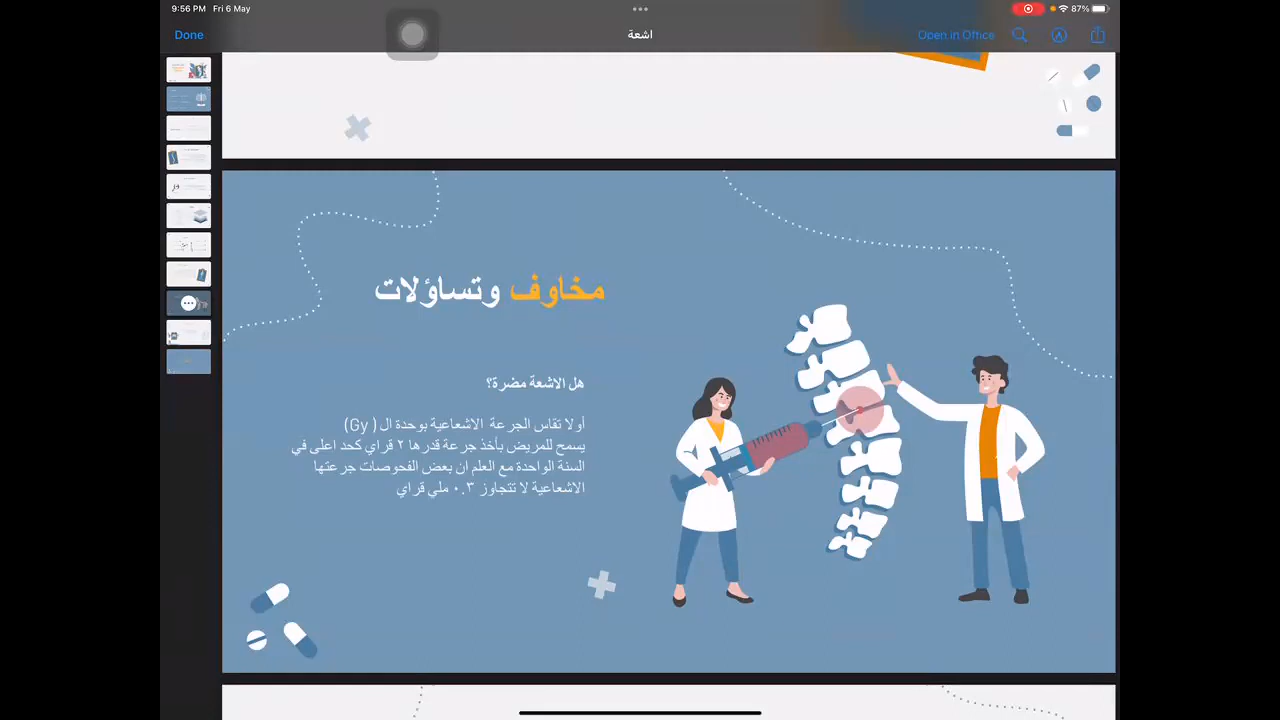 9:56 PM Fri 6 May
87%
Done
اشعة
Open in Office
مخاوف وتساؤلات
هل الاشعة مضرة؟
أولا تقاس الجرعة الاشعاعية بوحدة ال ( Gy)
يسمح للمريض بأخذ جرعة قدرها ٢ قراي كحد اعلى في
السنة الواحدة مع العلم ان بعض الفحوصات جرعتها
الاشعاعية لا تتجاوز ٠.٣ ملي قراي